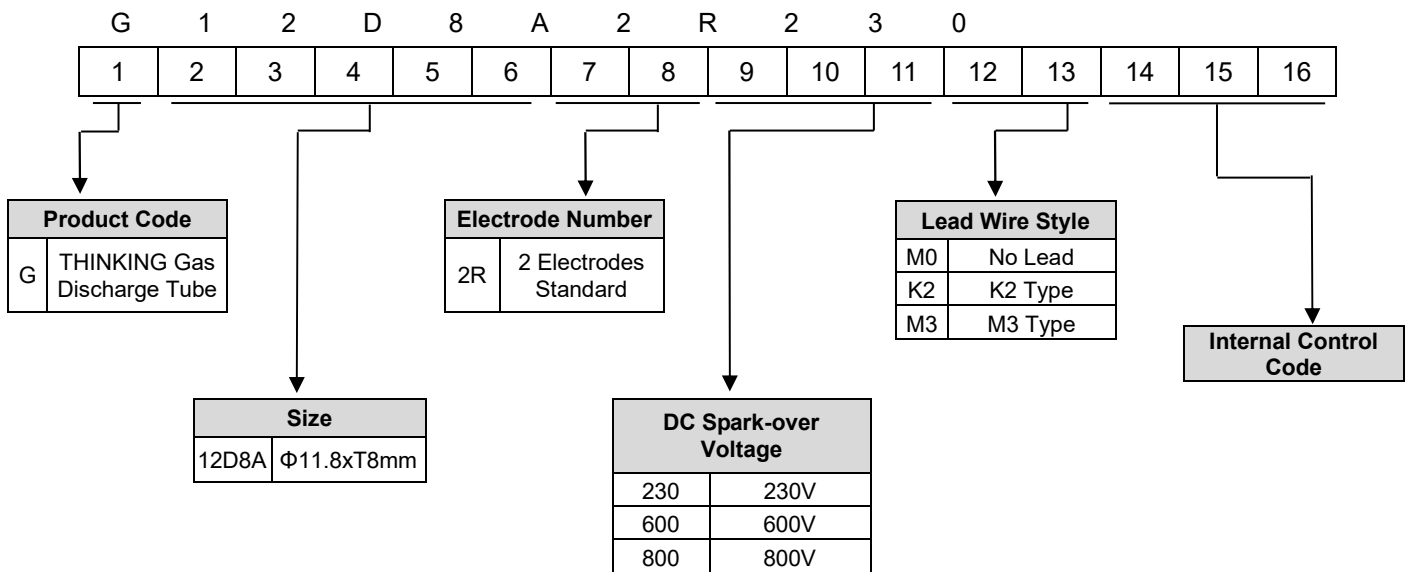 G 1 2 D 8 A 2 R 2 3 0
1 2 3 4 5 6 7 8 9 10 11 12 13 14 15 16
Product Code
G THINKING Gas
Discharge Tube
Electrode Number
2R 2 Electrodes
Standard
Lead Wire Style
M0 No Lead
K2 K2 Type
M3 M3 Type
Internal Control
Code
Size
12D8A Φ11.8xT8mm
DC Spark-over
Voltage
230 230V
600 600V
800 800V